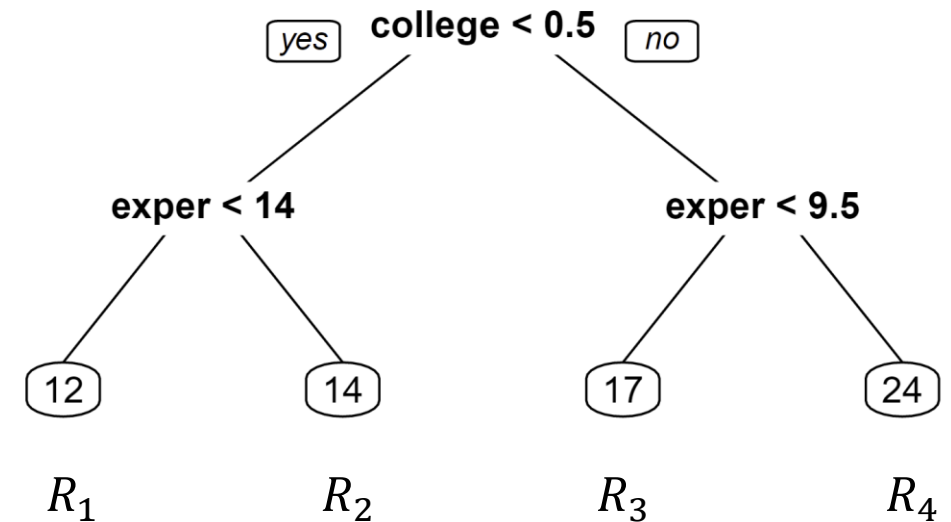 yes college < 0.5 no
exper < 14 exper < 9.5
12 14 17 24
R₁ R₂ R₃ R₄